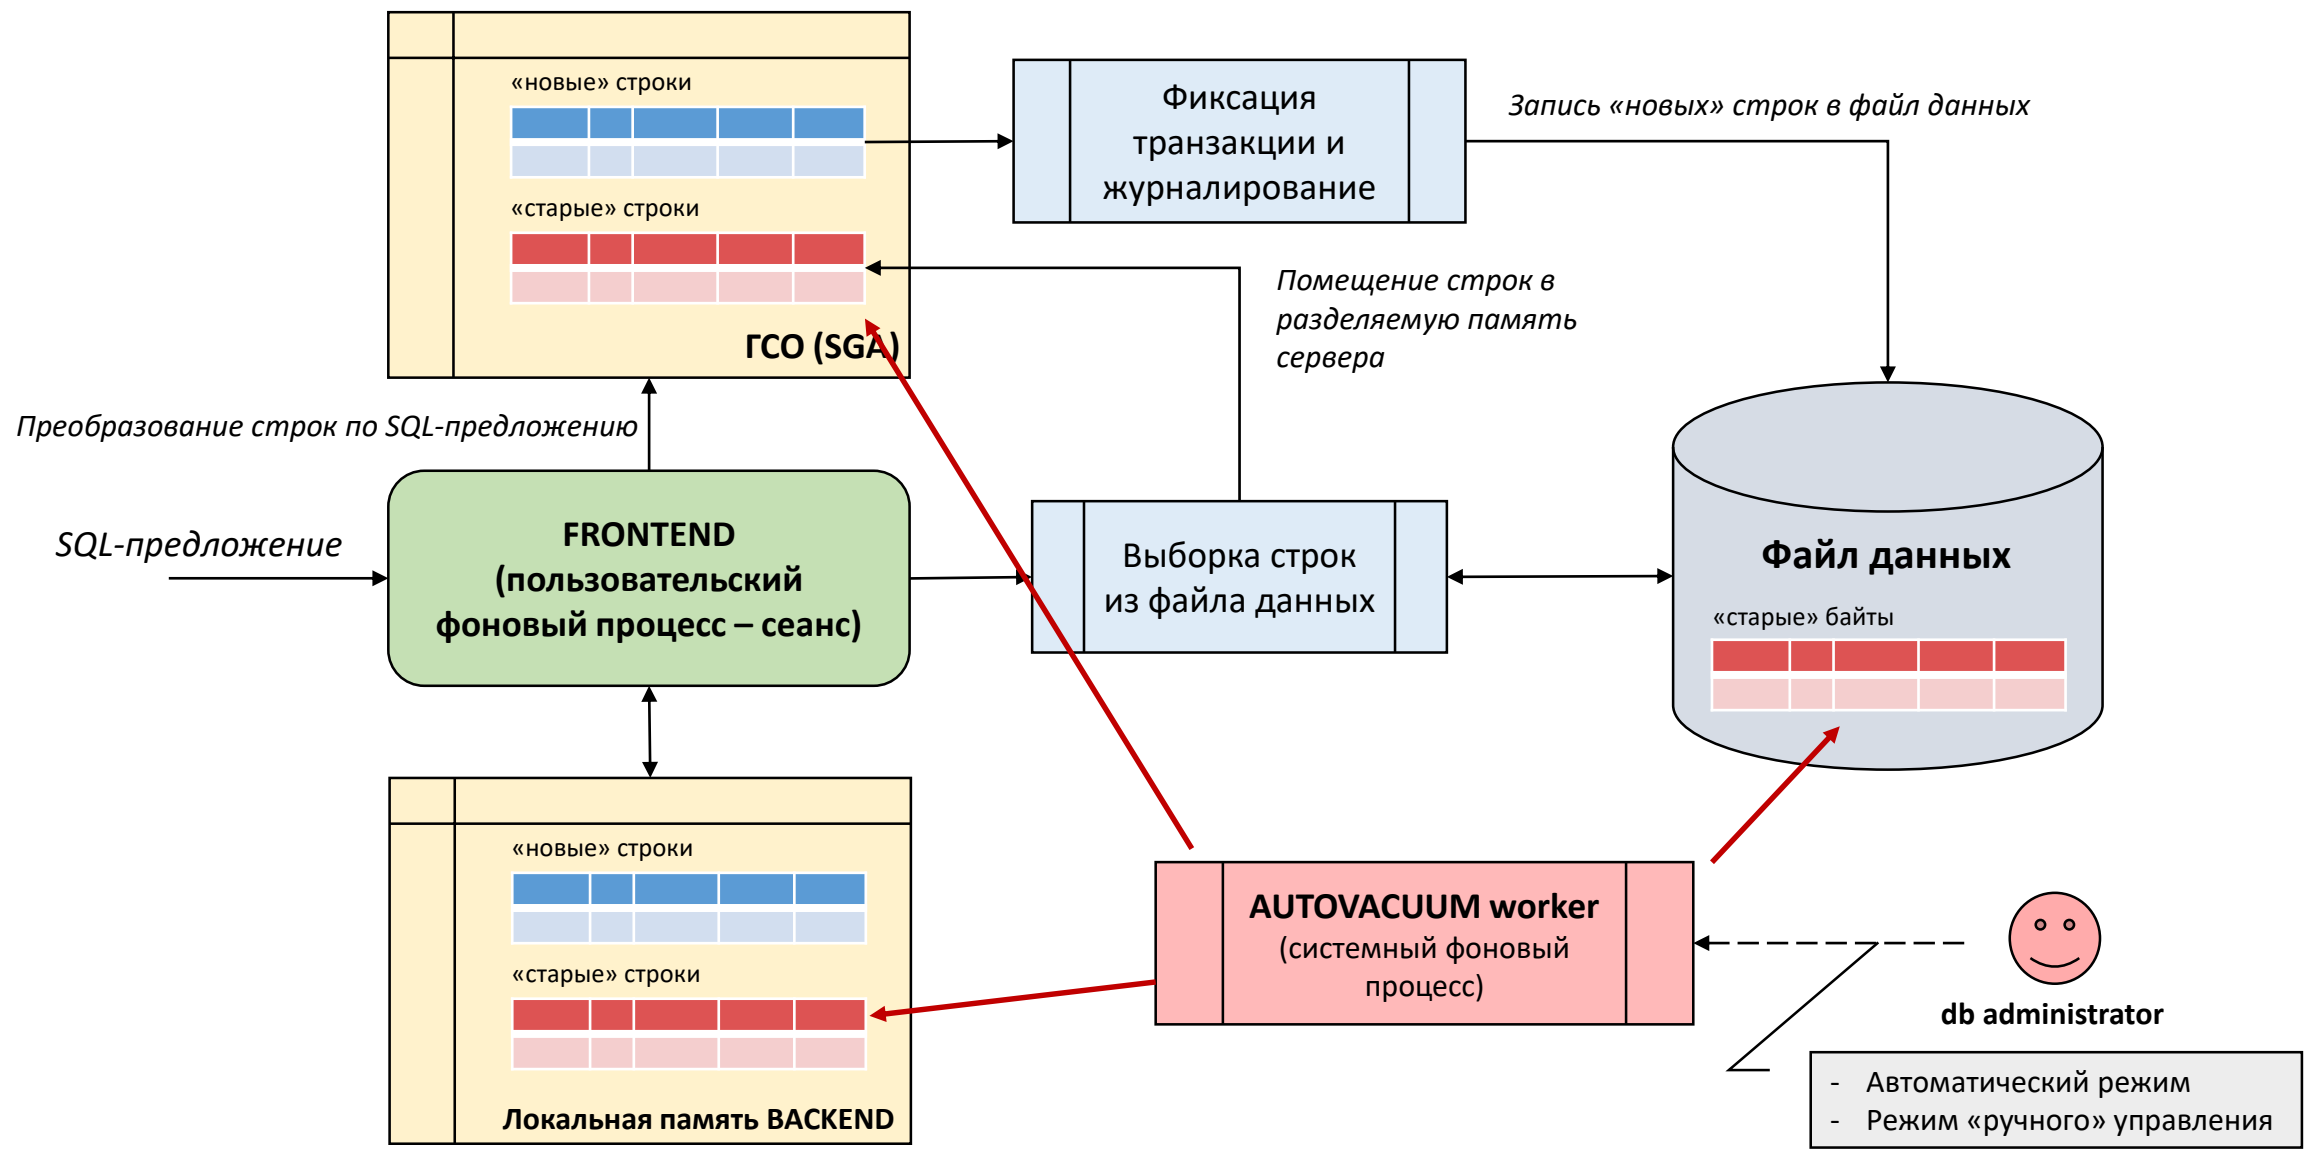 «новые» строки
«старые» строки
ГСО (SGA)
Фиксация
транзакции и
журналирование
Запись «новых» строк в файл данных
Помещение строк в
разделяемую память
сервера
Преобразование строк по SQL-предложению
SQL-предложение
FRONTEND
(пользовательский
фоновый процесс – сеанс)
Выборка строк
из файла данных
Файл данных
«старые» байты
«новые» строки
«старые» строки
Локальная память BACKEND
AUTOVACUUM worker
(системный фоновый
процесс)
db administrator
- Автоматический режим
- Режим «ручного» управления